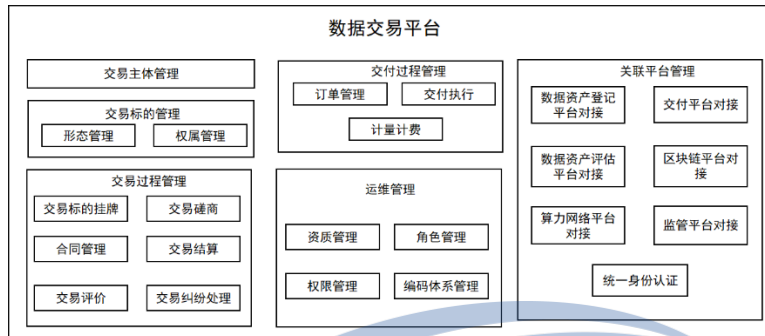 数据交易平台
交易主体管理
交易标的管理
形态管理
权属管理
交易过程管理
交易标的挂牌
交易磋商
合同管理
交易结算
交易评价
交易纠纷处理
交付过程管理
订单管理
交付执行
计量计费
运维管理
资质管理
角色管理
权限管理
编码体系管理
关联平台管理
数据资产登记
平台对接
交付平台对接
数据资产评估
平台对接
区块链平台对
接
算力网络平台
对接
监管平台对接
统一身份认证